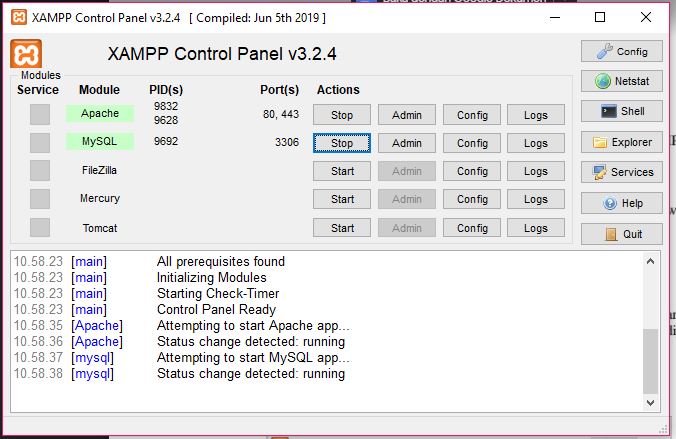 XAMPP Control Panel v3.2.4 [ Compiled: Jun 5th 2019 ]
XAMPP Control Panel v3.2.4
Config
Modules
Service Module PID(s) Port(s) Actions
Netstat
Apache 9832 9628 80, 443 Stop Admin Config Logs
Shell
MySQL 9692 3306 Stop Admin Config Logs
Explorer
FileZilla Start Admin Config Logs
Services
Mercury Start Admin Config Logs
Help
Tomcat Start Admin Config Logs
Quit
10.58.23 [main] All prerequisites found
10.58.23 [main] Initializing Modules
10.58.23 [main] Starting Check-Timer
10.58.23 [main] Control Panel Ready
10.58.35 [Apache] Attempting to start Apache app...
10.58.36 [Apache] Status change detected: running
10.58.37 [mysql] Attempting to start MySQL app...
10.58.38 [mysql] Status change detected: running